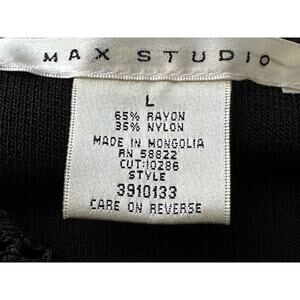 MAX STUDIO
L
65% RAYON
35% NYLON
MADE IN MONGOLIA
RN 58822
CUT:10286
STYLE
3910133
CARE ON REVERSE